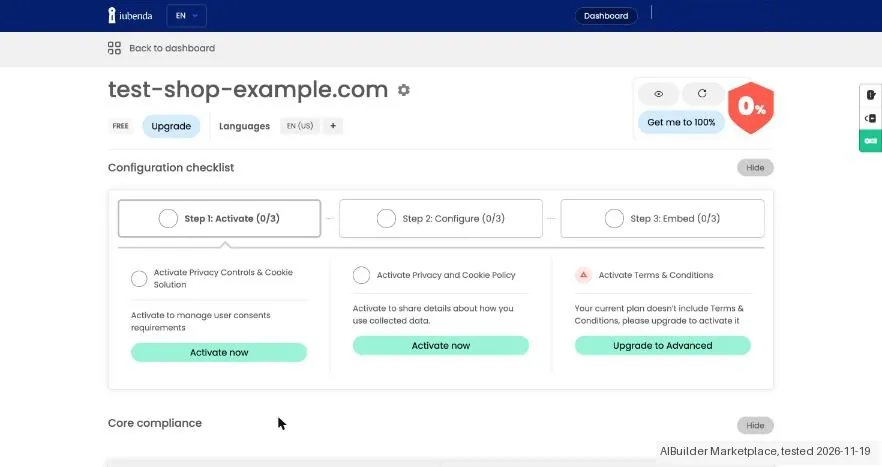 iubenda
EN
Dashboard
Back to dashboard
test-shop-example.com
FREE
Upgrade
Languages
EN (US)
+
Get me to 100%
0%
Configuration checklist
Hide
Step 1: Activate (0/3)
Step 2: Configure (0/3)
Step 3: Embed (0/3)
Activate Privacy Controls & Cookie
Solution
Activate to manage user consents
requirements
Activate now
Activate Privacy and Cookie Policy
Activate to share details about how you
use collected data.
Activate now
Activate Terms & Conditions
Your current plan doesn't include Terms &
Conditions, please upgrade to activate it
Upgrade to Advanced
Core compliance
Hide
AIBuilder Marketplace, tested 2026-11-19